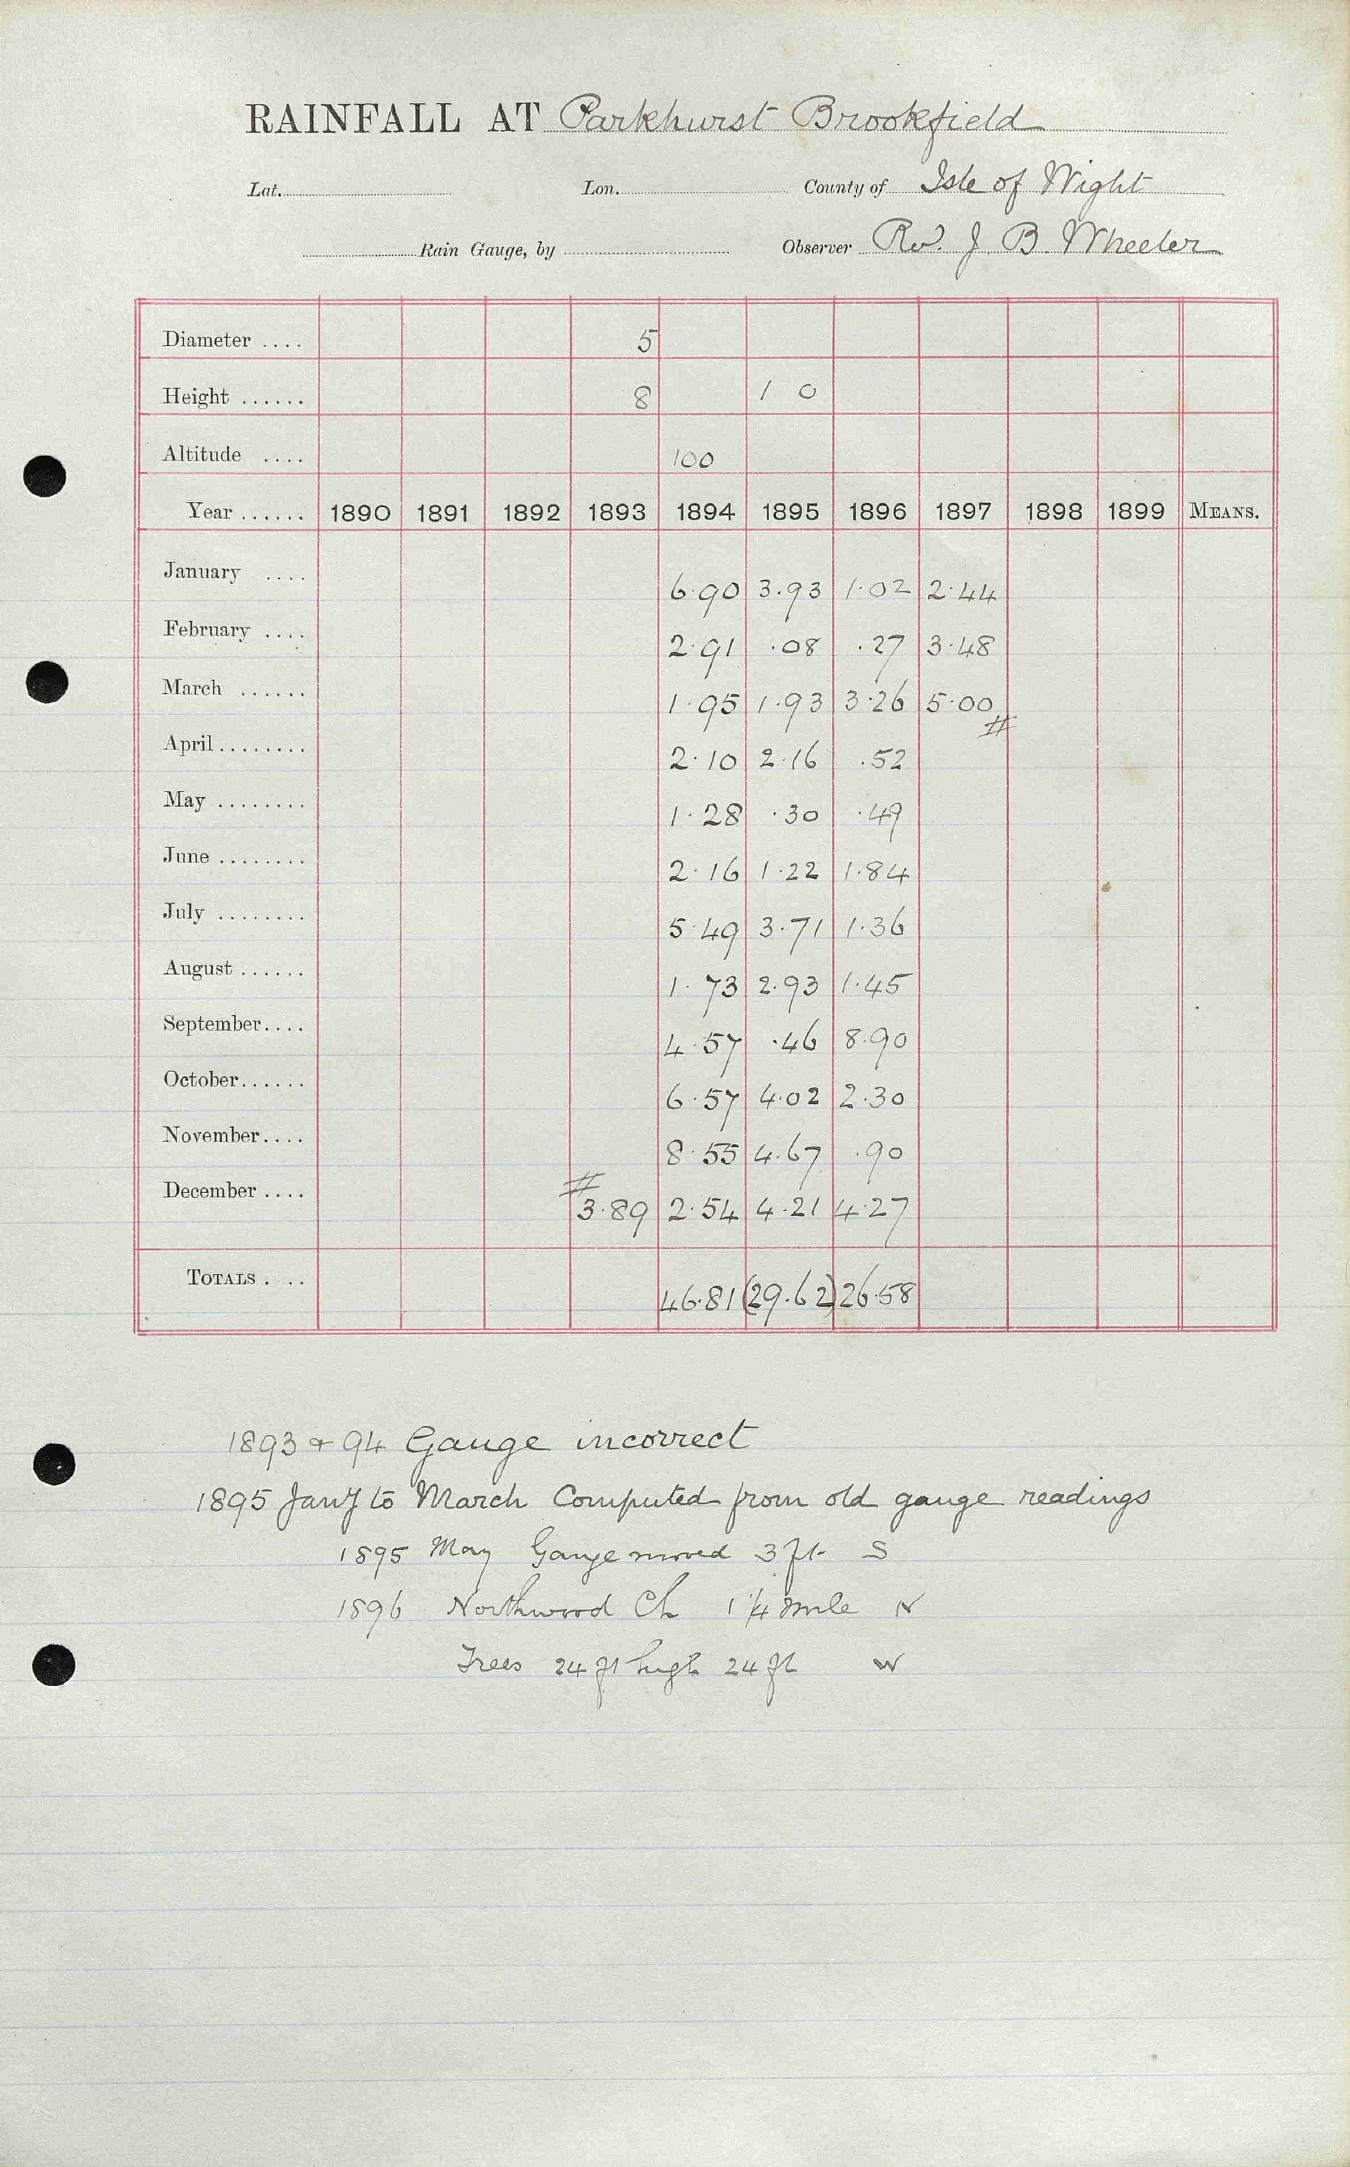 RAINFALL AT Parkhurst Brookfield
Lat. Lon. County of Isle of Wight
Rain Gauge, by Observer Rev. J. B. Wheeler
Diameter .... 5
Height ...... 8 1 0
Altitude .... 100
Year ...... 1890 1891 1892 1893 1894 1895 1896 1897 1898 1899 MEANS.
January .... 6.90 3.93 1.02 2.44
February .... 2.91 .08 .27 3.48
March ...... 1.95 1.93 3.26 5.00 #
April ........ 2.10 2.16 .52
May ........ 1.28 .30 .49
June ........ 2.16 1.22 1.84
July ........ 5.49 3.71 1.36
August ...... 1.73 2.93 1.45
September .... 4.57 .46 8.90
October ...... 6.57 4.02 2.30
November .... 8.55 4.67 .90
December .... # 3.89 2.54 4.21 4.27
TOTALS . .. 46.81 (29.62) 26.58
1893 & 94 Gauge incorrect
1895 Jany to March Computed from old gauge readings
1895 May Gauge moved 3 ft S
1896 Northwood Ch 1 1/4 mile N
Trees 24 ft high 24 ft W